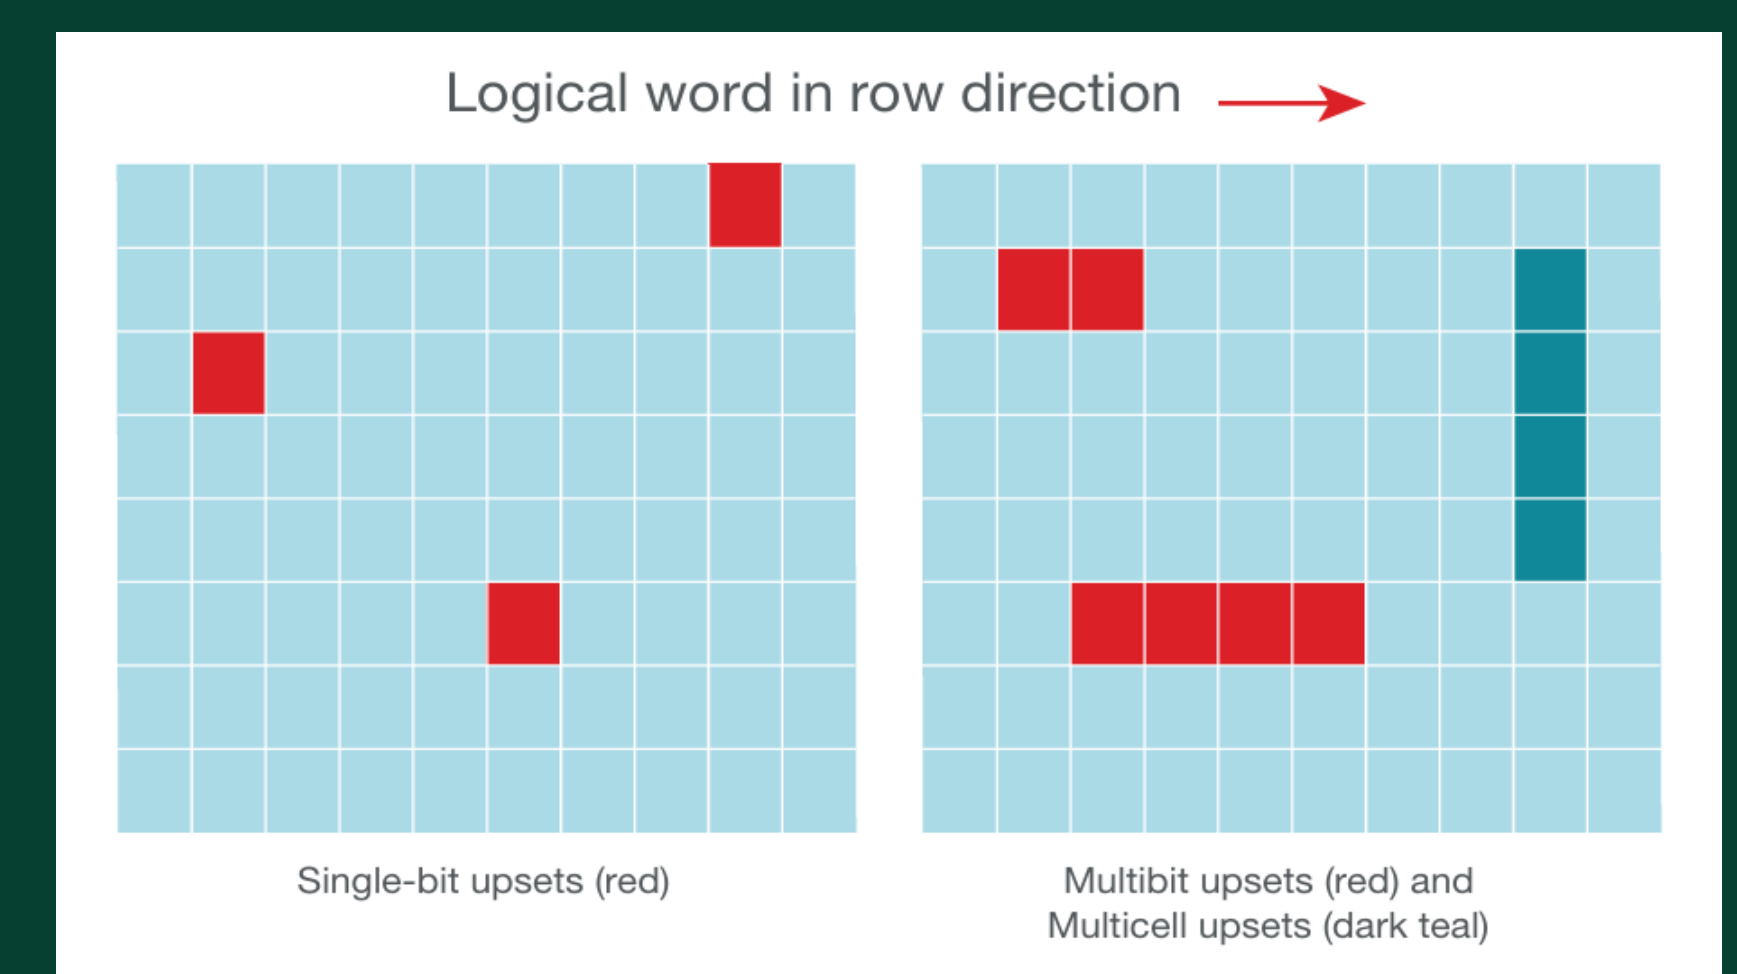 Logical word in row direction
Single-bit upsets (red)
Multibit upsets (red) and
Multicell upsets (dark teal)